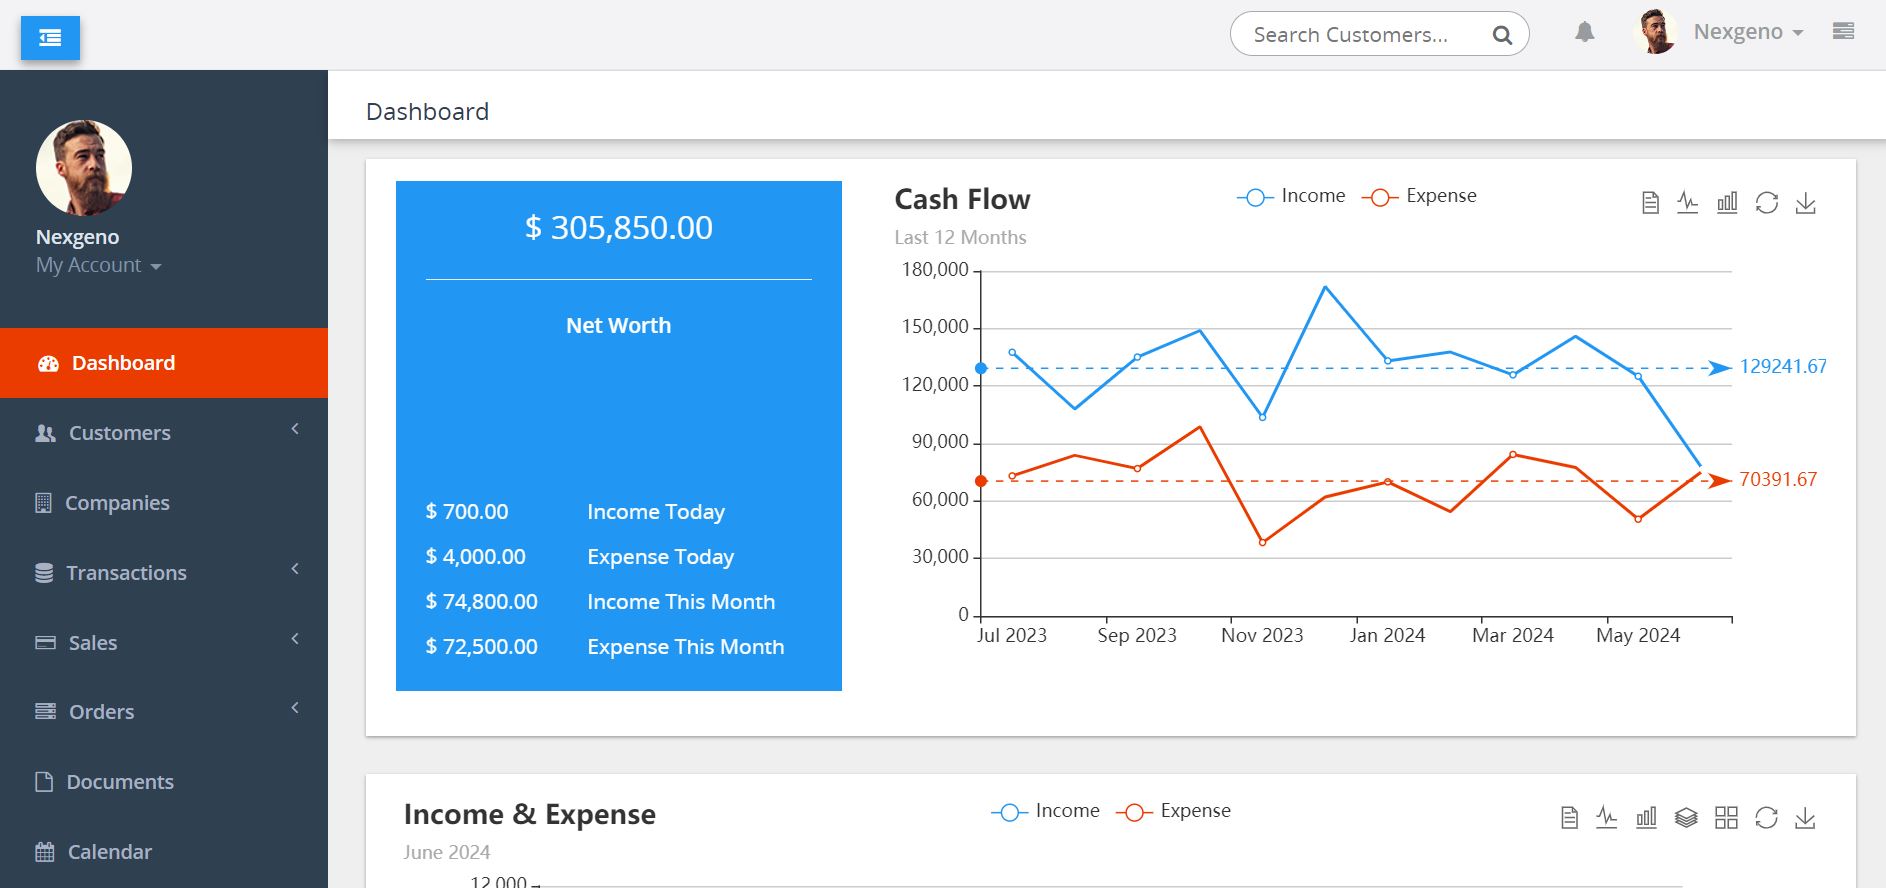 Search Customers...
Nexgeno
Nexgeno
My Account
Dashboard
Customers
Companies
Transactions
Sales
Orders
Documents
Calendar
Dashboard
$ 305,850.00
Net Worth
$ 700.00 Income Today
$ 4,000.00 Expense Today
$ 74,800.00 Income This Month
$ 72,500.00 Expense This Month
Cash Flow
Last 12 Months
Income Expense
180,000
150,000
129241.67
120,000
90,000
70391.67
60,000
30,000
0
Jul 2023 Sep 2023 Nov 2023 Jan 2024 Mar 2024 May 2024
Income & Expense
June 2024
Income Expense
12,000